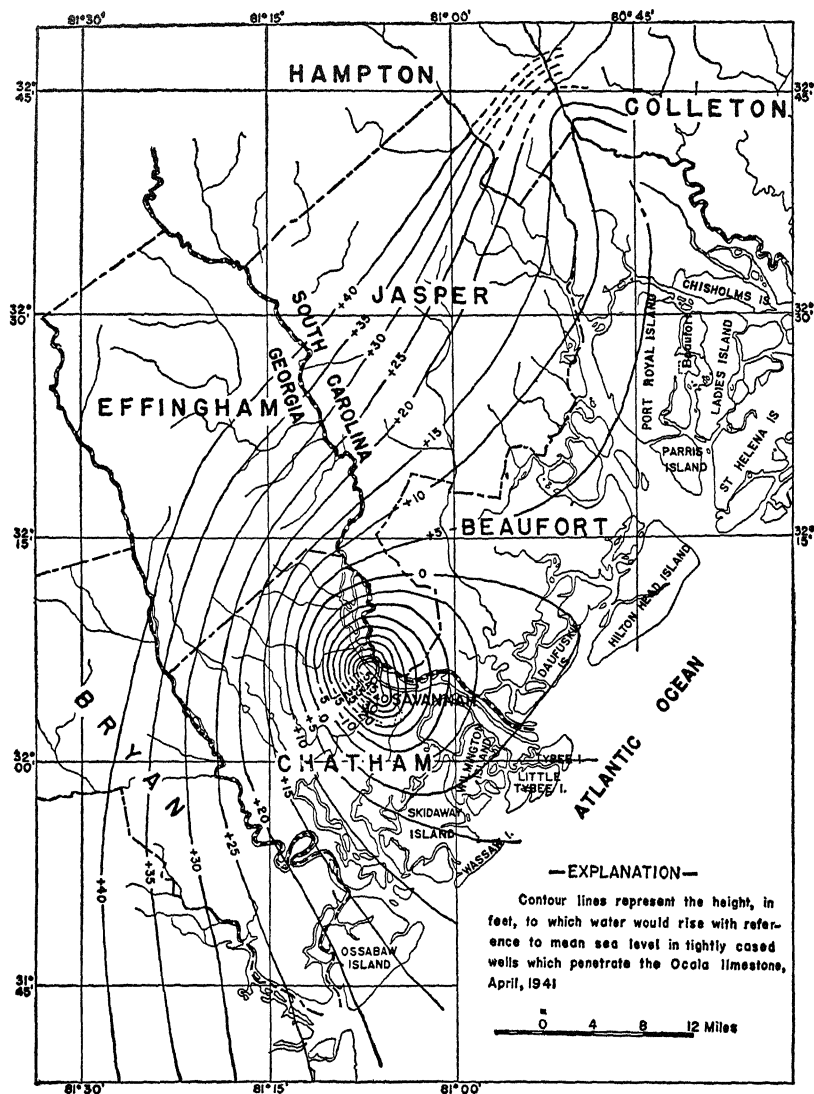 81°30' 81°15' 81°00' 80°45'
HAMPTON
32° 45'
32° 45'
COLLETON
SOUTH CAROLINA
GEORGIA
JASPER
CHISHOLMS IS.
+40
+35
+30
+25
+20
+15
+10
+5
0
32° 30'
32° 30'
PORT ROYAL ISLAND
Beaufort
LADIES ISLAND
EFFINGHAM
PARRIS
ISLAND
ST HELENA IS
BEAUFORT
32° 15'
32° 15'
HILTON HEAD ISLAND
DAUFUSKIE
IS.
SAVANNAH
BRYAN
+10
+5
0
-5
-10
CHATHAM
32° 00'
32° 00'
WILMINGTON
ISLAND
TYBEE I.
LITTLE
TYBEE I.
ATLANTIC OCEAN
+15
+20
+25
+30
+35
+40
SKIDAWAY
ISLAND
WASSAW I.
OSSABAW
ISLAND
31° 45'
31° 45'
—EXPLANATION—
Contour lines represent the height, in
feet, to which water would rise with refer-
ence to mean sea level in tightly cased
wells which penetrate the Ocala limestone,
April, 1941
0 4 8 12 Miles
81°30' 81°15' 81°00'